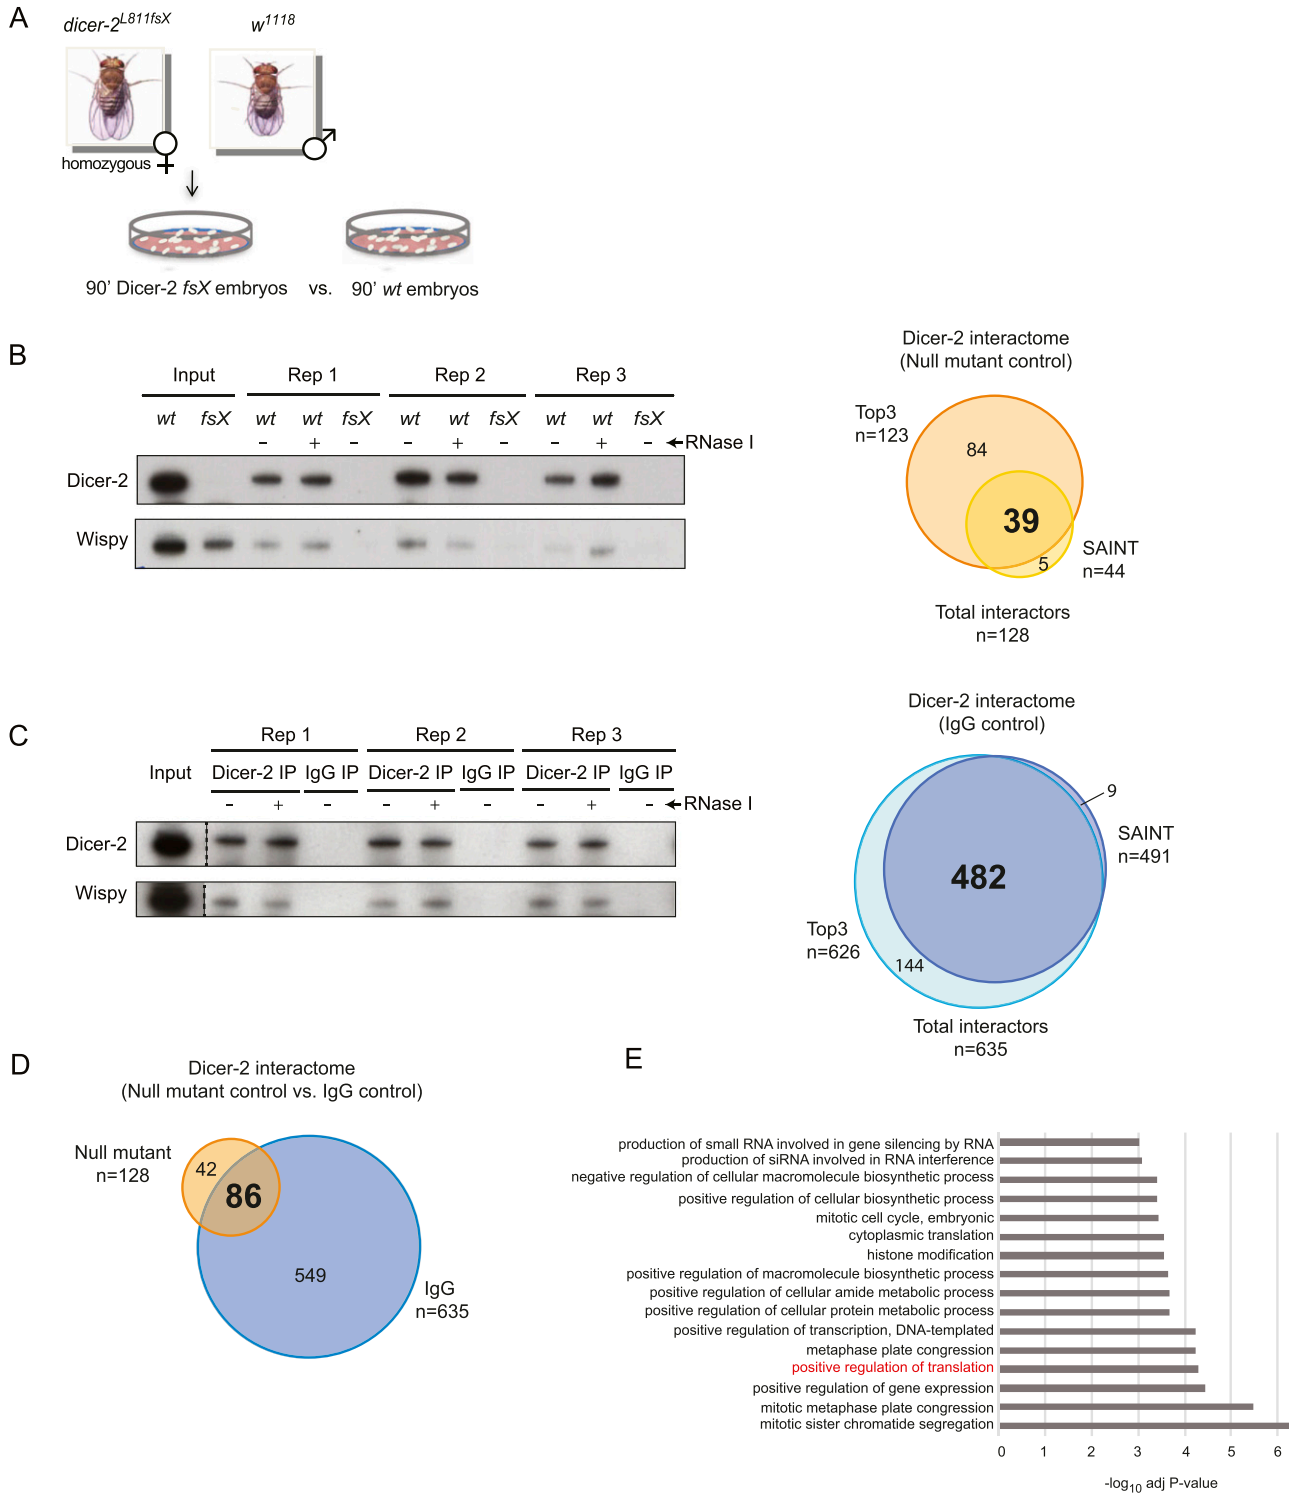 A
dicer-2L811fsX
w1118
homozygous
90' Dicer-2 fsX embryos vs. 90' wt embryos
B
Input Rep 1 Rep 2 Rep 3
wt fsX wt wt fsX wt wt fsX wt wt fsX
- + - - + - - + - ←RNase I
Dicer-2
Wispy
Dicer-2 interactome
(Null mutant control)
Top3
n=123
84
39
5
SAINT
n=44
Total interactors
n=128
C
Rep 1 Rep 2 Rep 3
Input Dicer-2 IP IgG IP Dicer-2 IP IgG IP Dicer-2 IP IgG IP
- + - - + - - + - ←RNase I
Dicer-2
Wispy
Dicer-2 interactome
(IgG control)
9
SAINT
n=491
482
Top3
n=626
144
Total interactors
n=635
D
Dicer-2 interactome
(Null mutant control vs. IgG control)
Null mutant
n=128
42
86
549
IgG
n=635
E
production of small RNA involved in gene silencing by RNA
production of siRNA involved in RNA interference
negative regulation of cellular macromolecule biosynthetic process
positive regulation of cellular biosynthetic process
mitotic cell cycle, embryonic
cytoplasmic translation
histone modification
positive regulation of macromolecule biosynthetic process
positive regulation of cellular amide metabolic process
positive regulation of cellular protein metabolic process
positive regulation of transcription, DNA-templated
metaphase plate congression
positive regulation of translation
positive regulation of gene expression
mitotic metaphase plate congression
mitotic sister chromatide segregation
0 1 2 3 4 5 6
-log10 adj P-value